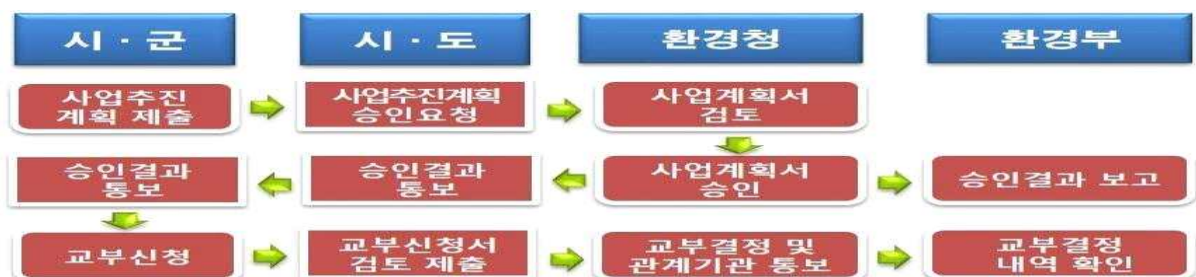 시·군
시·도
환경청
환경부
사업추진
계획 제출
사업추진계획
승인요청
사업계획서
검토
승인결과
통보
승인결과
통보
사업계획서
승인
승인결과 보고
교부신청
교부신청서
검토 제출
교부결정 및
관계기관 통보
교부결정
내역 확인